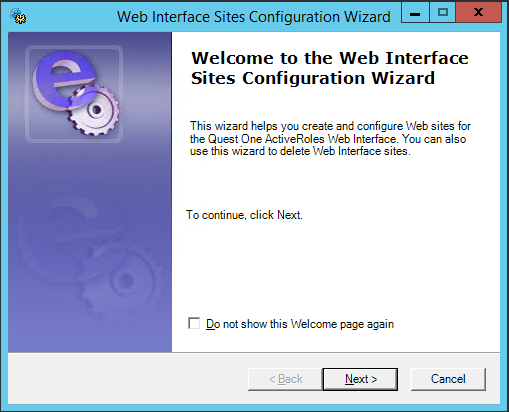 Web Interface Sites Configuration Wizard
Welcome to the Web Interface
Sites Configuration Wizard
This wizard helps you create and configure Web sites for
the Quest One ActiveRoles Web Interface. You can also
use this wizard to delete Web Interface sites.
To continue, click Next.
Do not show this Welcome page again
< Back
Next >
Cancel